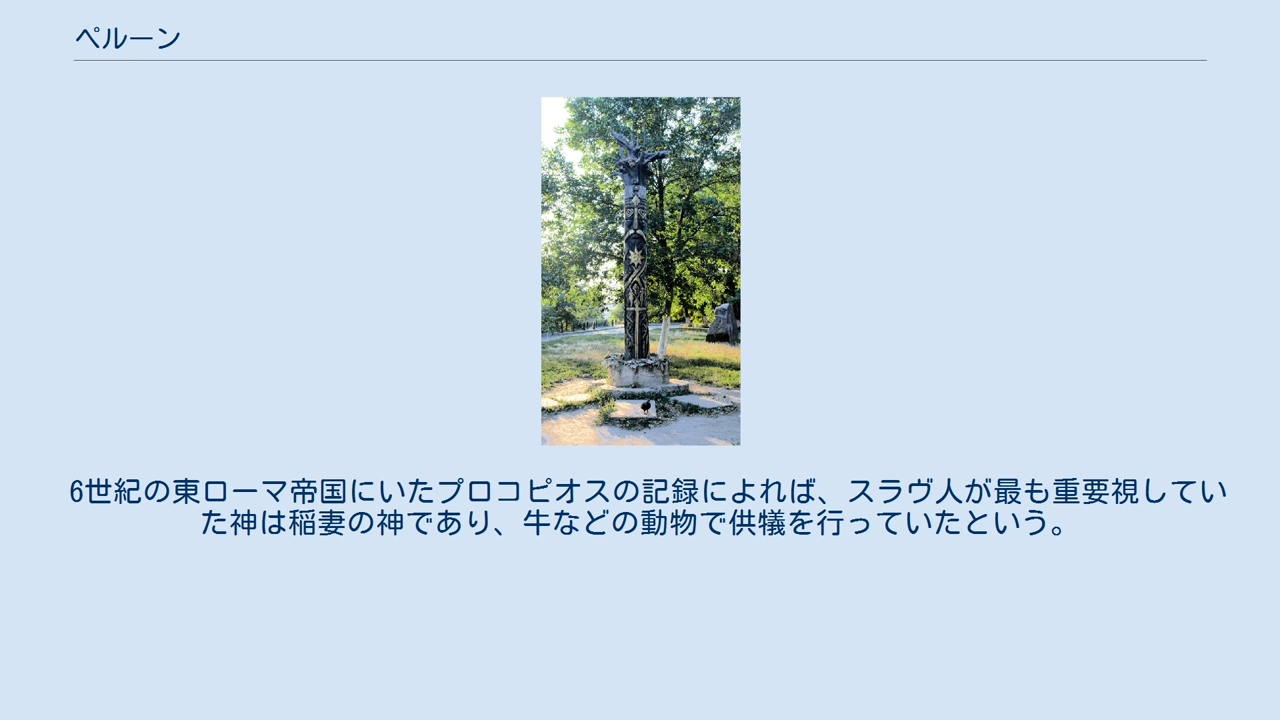 ペルーン
6世紀の東ローマ帝国にいたプロコピオスの記録によれば、スラヴ人が最も重要視してい
た神は稲妻の神であり、牛などの動物で供犠を行っていたという。